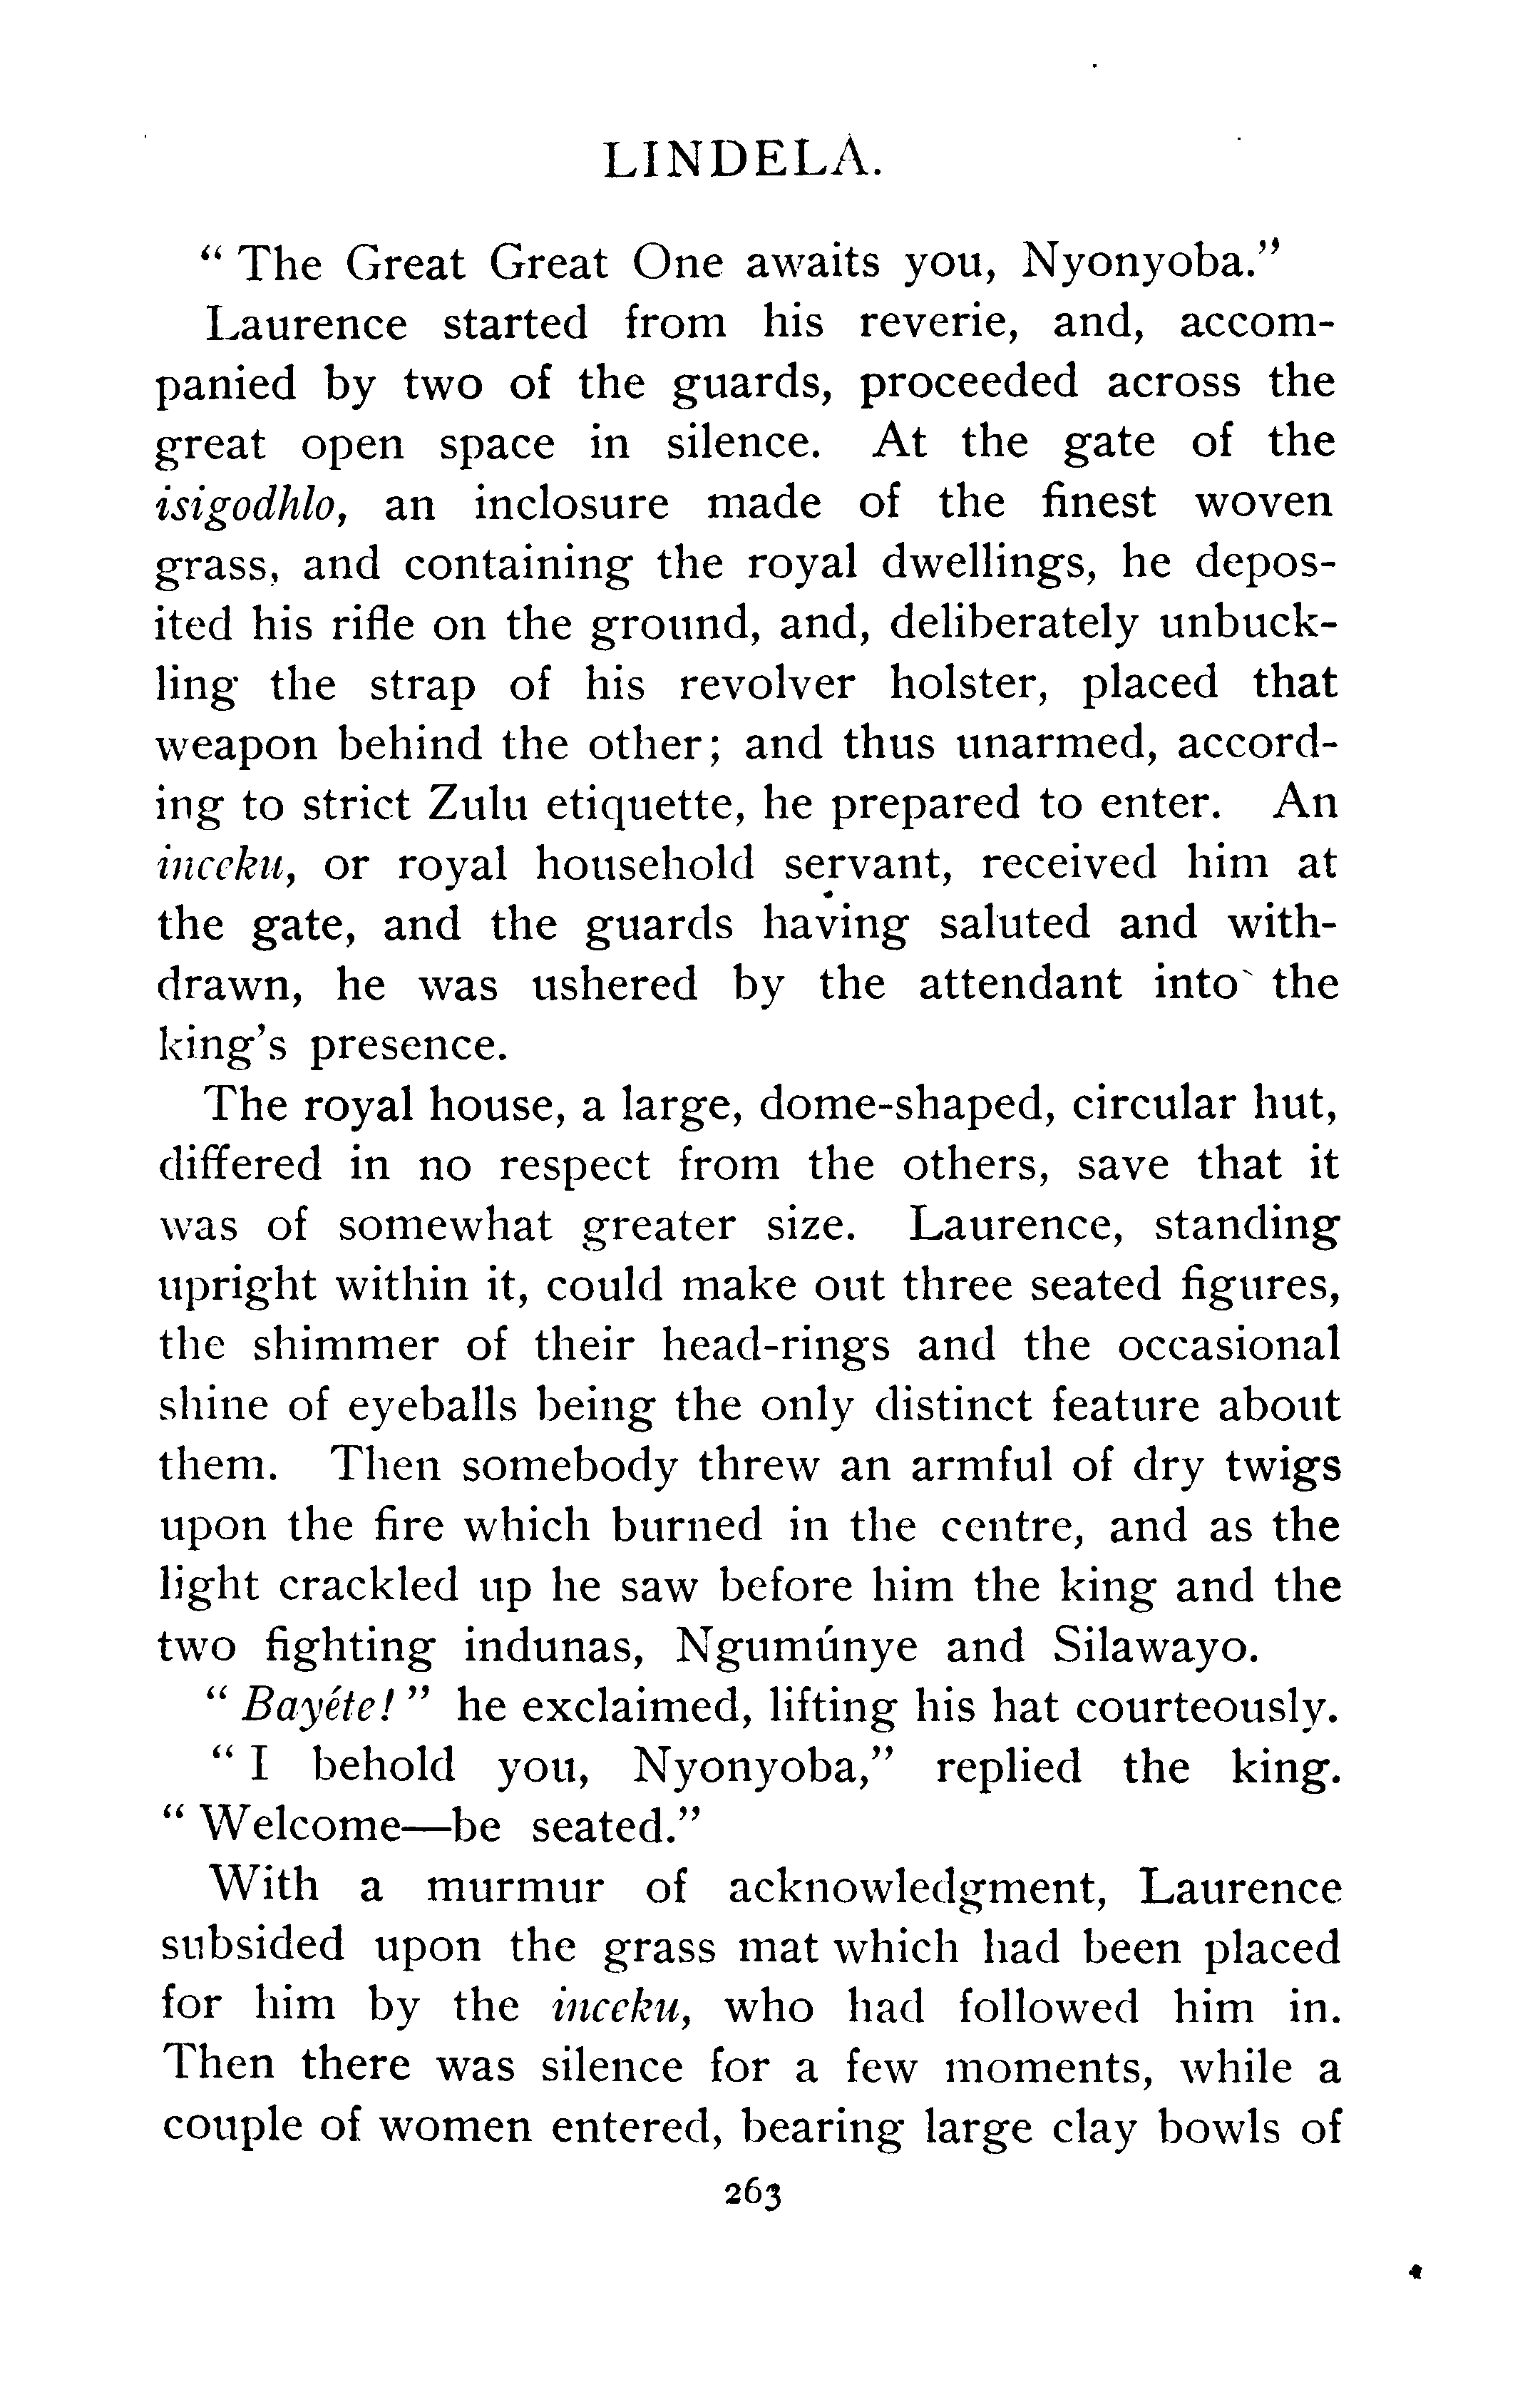 LINDELA.
“ The Great Great One awaits you, Nyonyoba.”
Laurence started from his reverie, and, accom-
panied by two of the guards, proceeded across the
great open space in silence. At the gate of the
isigodhlo, an inclosure made of the finest woven
grass, and containing the royal dwellings, he depos-
ited his rifle on the ground, and, deliberately unbuck-
ling the strap of his revolver holster, placed that
weapon behind the other; and thus unarmed, accord-
ing to strict Zulu etiquette, he prepared to enter. An
inceku, or royal household servant, received him at
the gate, and the guards having saluted and with-
drawn, he was ushered by the attendant into the
king’s presence.
The royal house, a large, dome-shaped, circular hut,
differed in no respect from the others, save that it
was of somewhat greater size. Laurence, standing
upright within it, could make out three seated figures,
the shimmer of their head-rings and the occasional
shine of eyeballs being the only distinct feature about
them. Then somebody threw an armful of dry twigs
upon the fire which burned in the centre, and as the
light crackled up he saw before him the king and the
two fighting indunas, Ngumúnye and Silawayo.
“ Bayéte! ” he exclaimed, lifting his hat courteously.
“ I behold you, Nyonyoba,” replied the king.
“ Welcome—be seated.”
With a murmur of acknowledgment, Laurence
subsided upon the grass mat which had been placed
for him by the inceku, who had followed him in.
Then there was silence for a few moments, while a
couple of women entered, bearing large clay bowls of
263